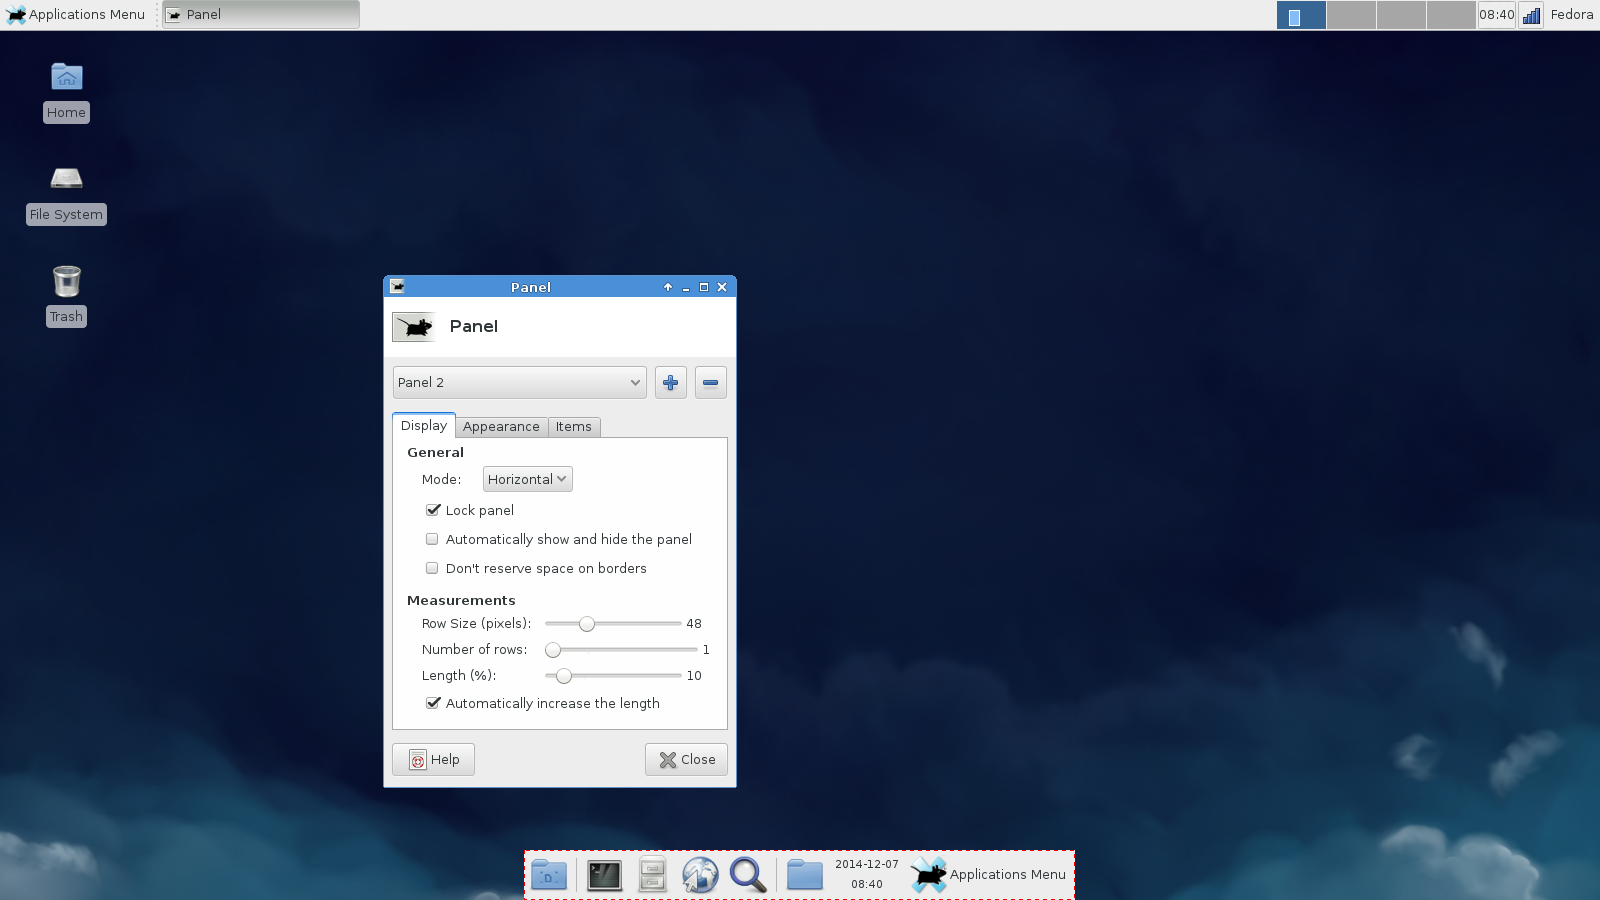 Applications Menu
Panel
08:40
Fedora
Home
File System
Trash
Panel
Panel
Panel 2
Display
Appearance
Items
General
Mode:
Horizontal
Lock panel
Automatically show and hide the panel
Don't reserve space on borders
Measurements
Row Size (pixels):
48
Number of rows:
1
Length (%):
10
Automatically increase the length
Help
Close
2014-12-07
08:40
Applications Menu